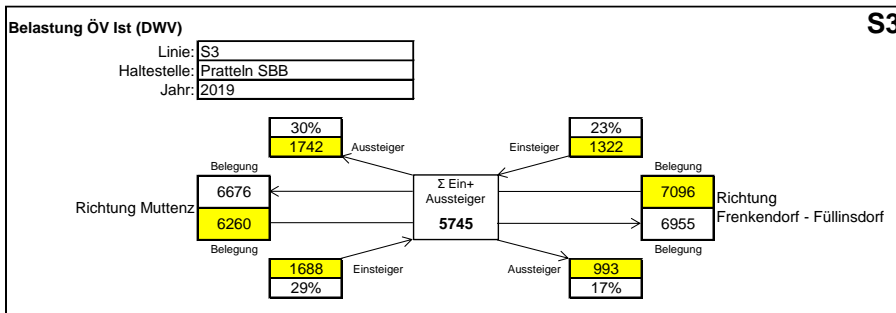 Belastung ÖV Ist (DWV)
S3
Linie: S3
Haltestelle: Pratteln SBB
Jahr: 2019
30%
23%
1742 Aussteiger Einsteiger 1322
Belegung Σ Ein+ Belegung
6676 Aussteiger 7096
Richtung Muttenz 5745 Richtung
6260 6955 Frenkendorf - Füllinsdorf
Belegung Belegung
1688 Einsteiger Aussteiger 993
29% 17%